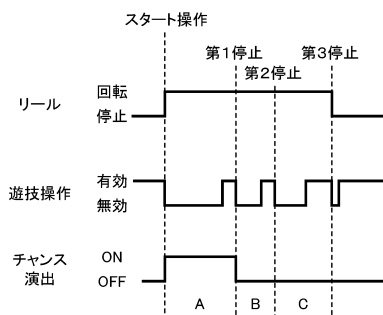 スタート操作
第1停止
第3停止
第2停止
リール
回転
停止
遊技操作
有効
無効
チャンス
演出
ON
OFF
A
B
C